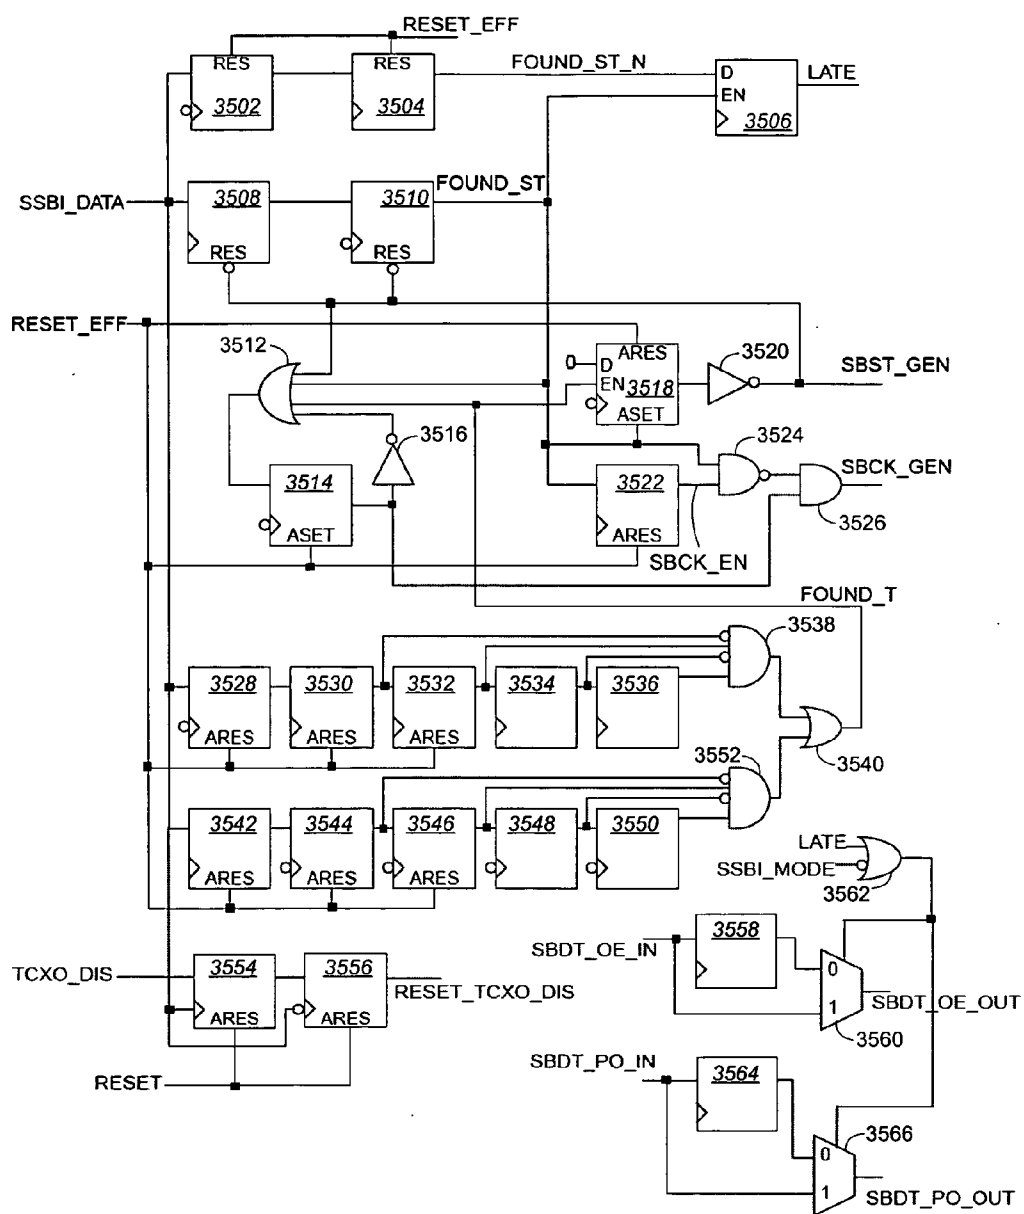 RESET_EFF
RES
3502
RES
3504
FOUND_ST_N
D
EN
3506
LATE
SSBI_DATA
3508
RES
3510
RES
FOUND_ST
RESET_EFF
3512
ARES
D
EN
3518
ASET
3520
SBST_GEN
3516
3514
ASET
3522
ARES
3524
SBCK_GEN
3526
SBCK_EN
FOUND_T
3538
3528
ARES
3530
ARES
3532
ARES
3534
3536
3540
3552
3542
ARES
3544
ARES
3546
ARES
3548
3550
LATE
SSBI_MODE
3562
TCXO_DIS
3554
ARES
3556
ARES
RESET_TCXO_DIS
RESET
SBDT_OE_IN
3558
0
1
SBDT_OE_OUT
3560
SBDT_PO_IN
3564
0
1
3566
SBDT_PO_OUT